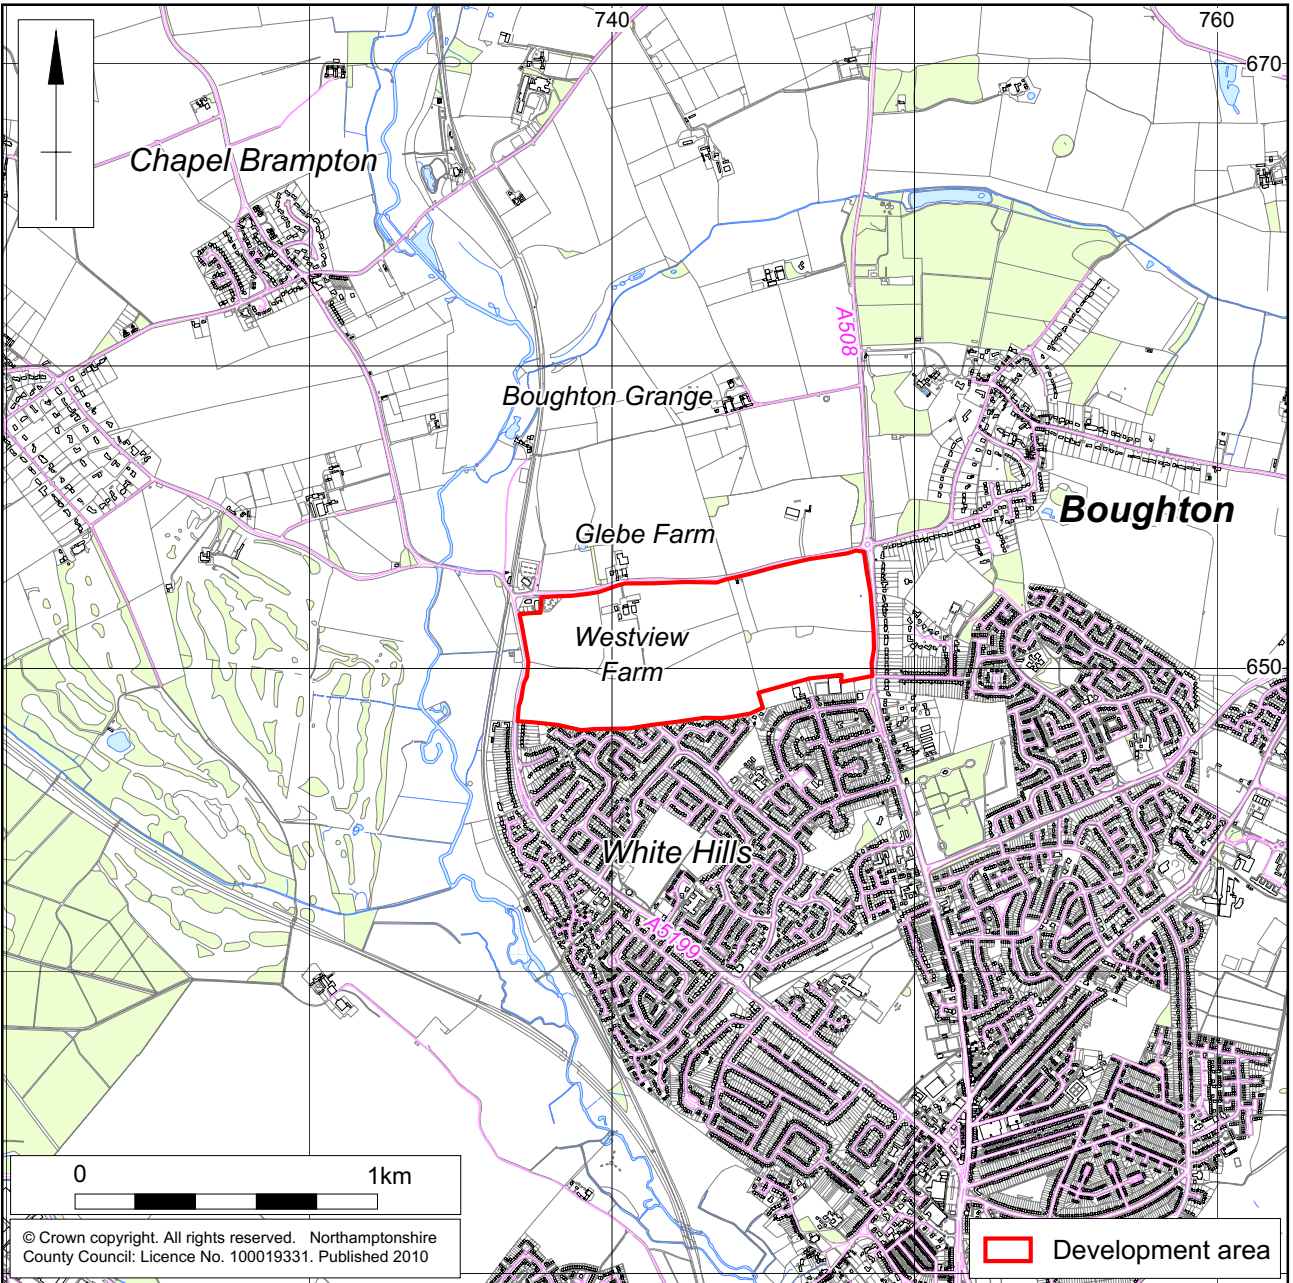 740
760
670
Chapel Brampton
A508
Boughton Grange
Boughton
Glebe Farm
Westview
Farm
650
White Hills
A5199
0 1km
© Crown copyright. All rights reserved. Northamptonshire
County Council: Licence No. 100019331. Published 2010
Development area